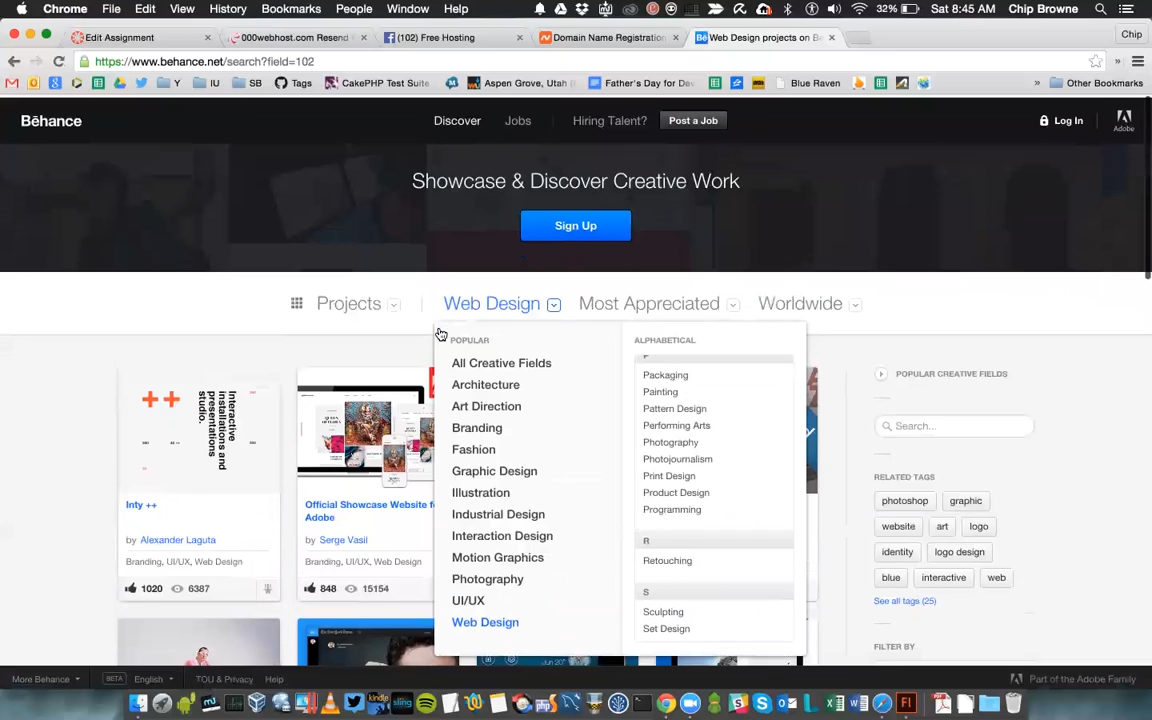 Chrome File Edit View History Bookmarks People Window Help 32% Sat 8:45 AM Chip Browne
Edit Assignment 000webhost.com Resend (102) Free Hosting Domain Name Registration Web Design projects on Be Chip
https://www.behance.net/search?field=102
Tags Y IU SB CakePHP Test Suite Aspen Grove, Utah ( Father's Day for Dev Blue Raven » Other Bookmarks
Bēhance Discover Jobs Hiring Talent? Post a Job Log In Adobe
Showcase & Discover Creative Work
Sign Up
Projects Web Design Most Appreciated Worldwide
POPULAR
All Creative Fields
Architecture
Art Direction
Branding
Fashion
Graphic Design
Illustration
Industrial Design
Interaction Design
Motion Graphics
Photography
UI/UX
Web Design
ALPHABETICAL
P
Packaging
Painting
Pattern Design
Performing Arts
Photography
Photojournalism
Print Design
Product Design
Programming
R
Retouching
S
Sculpting
Set Design
++
Interactive
installations and
presentations
studio.
Inty ++
by Alexander Laguta
Branding, UI/UX, Web Design
1020 6387
Official Showcase Website f
Adobe
by Serge Vasil
Branding, UI/UX, Web Design
848 15154
POPULAR CREATIVE FIELDS
Search...
RELATED TAGS
photoshop graphic
website art logo
identity logo design
blue interactive web
See all tags (25)
FILTER BY
More Behance BETA English TOU & Privacy Help Part of the Adobe Family